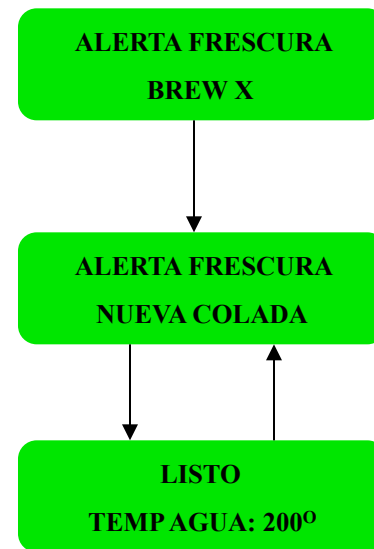 ALERTA FRESCURA
BREW X
ALERTA FRESCURA
NUEVA COLADA
LISTO
TEMP AGUA: 200º